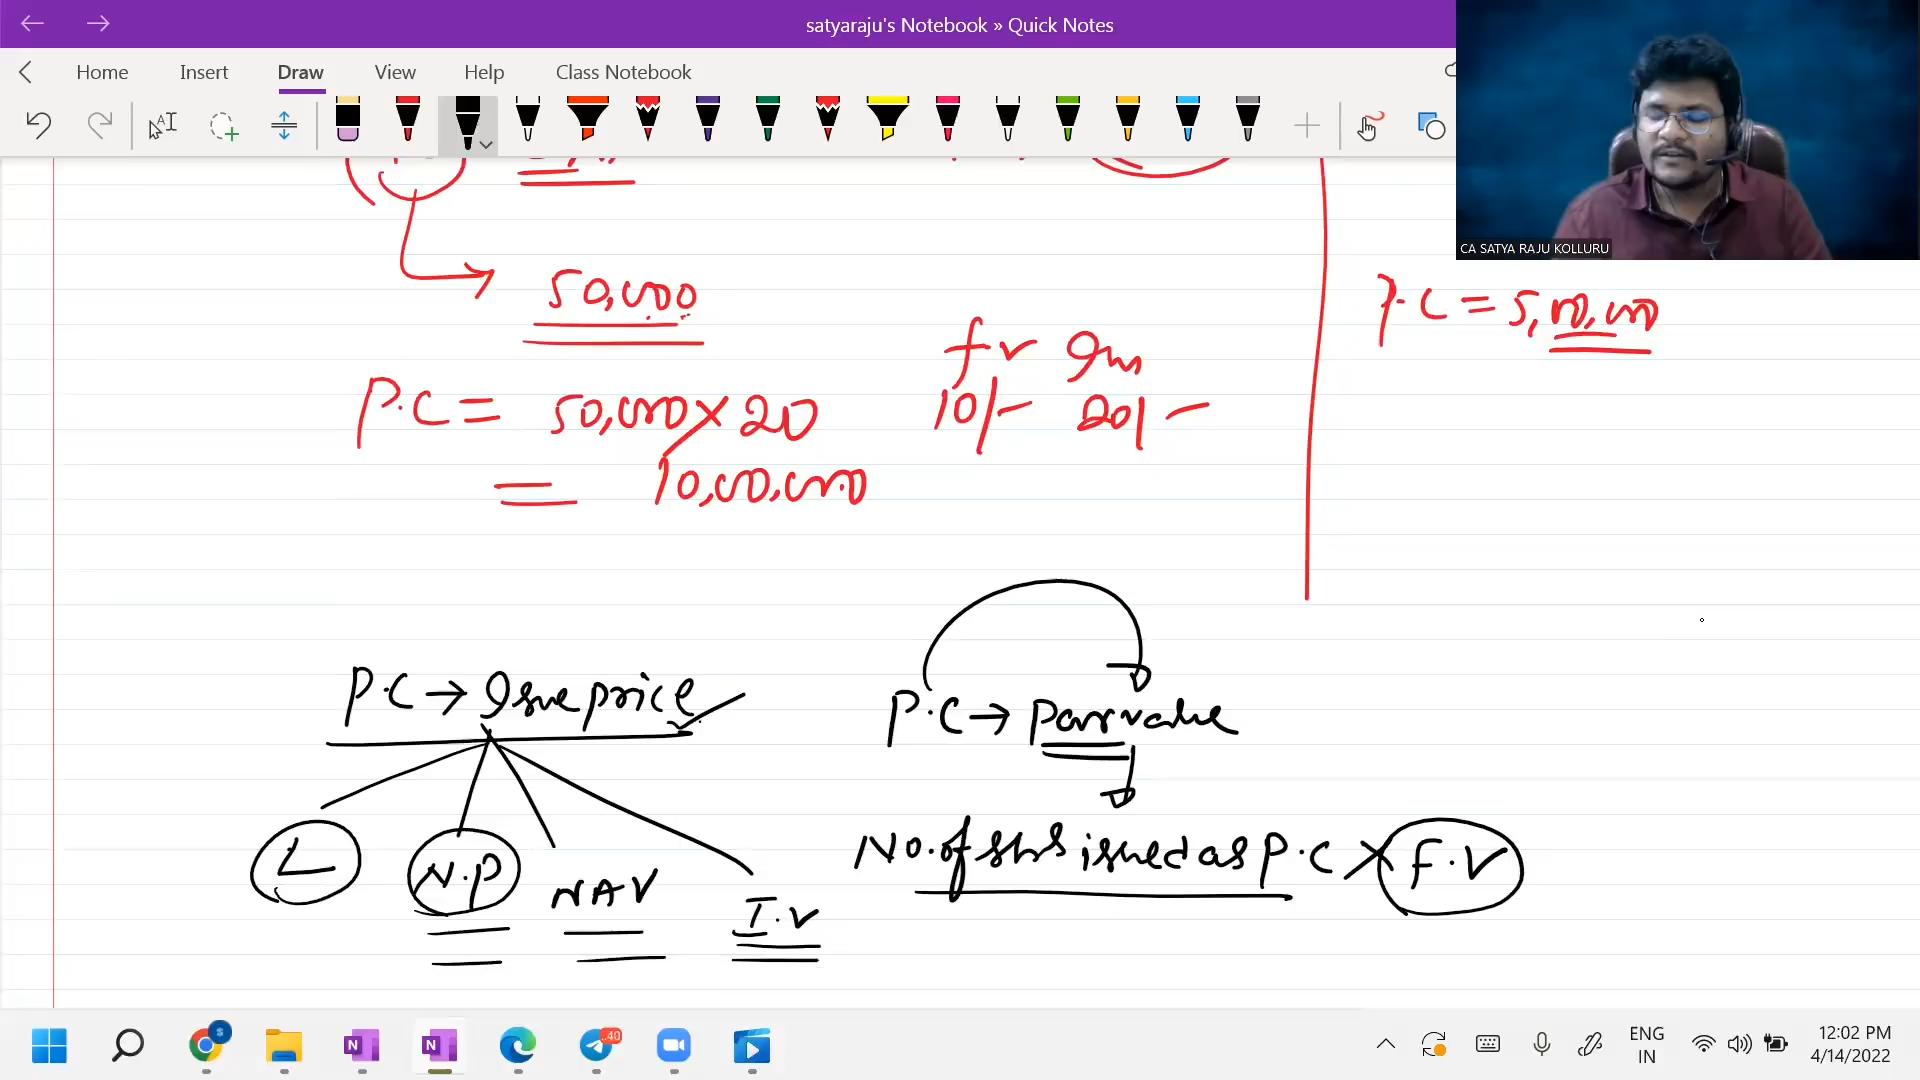 satyaraju's Notebook » Quick Notes
Home Insert Draw View Help Class Notebook
CA SATYA RAJU KOLLURU
50,000
P.C = 5,00,000
P.C = 50,000 × 20
= 10,00,000
10/- 20/-
P.C → Issue price
P.C → Par value
L N.P NAV I.V
No. of shs issued as P.C × F.V
40
ENG
IN
12:02 PM
4/14/2022